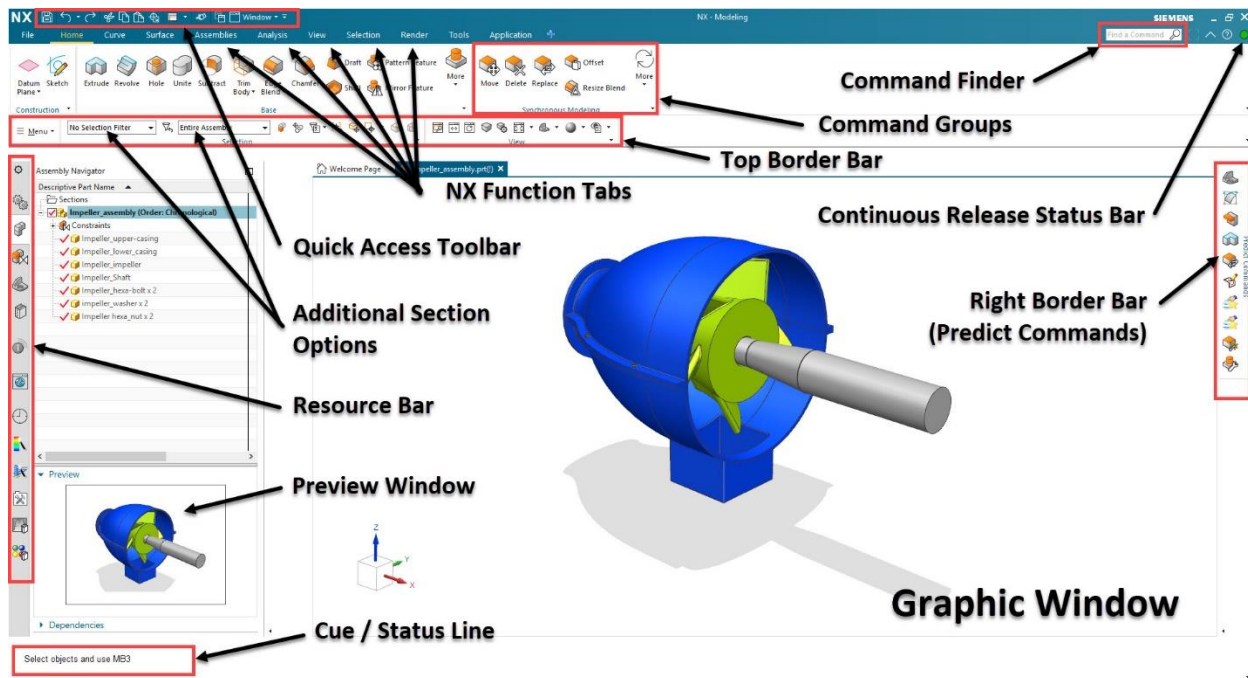 NX Window NX - Modeling SIEMENS
File Home Curve Surface Assemblies Analysis View Selection Render Tools Application Find a Command
Datum Plane Sketch Extrude Revolve Hole Unite Subtract Trim Body Edge Blend Chamfer Draft Shell Pattern Feature Mirror Feature More Move Delete Replace Offset Resize Blend More
Construction Base Synchronous Modeling
Command Finder
Command Groups
Menu No Selection Filter Entire Assembly
Selection View
Top Border Bar
Assembly Navigator
Welcome Page Impeller_assembly.prt(!)
NX Function Tabs
Descriptive Part Name
Sections
Impeller_assembly (Order: Chronological)
Constraints
Impeller_upper-casing
Impeller_lower_casing
Impeller_impeller
Impeller_Shaft
Impeller_hexa-bolt x 2
impeller_washer x 2
Impeller hexa_nut x 2
Continuous Release Status Bar
Quick Access Toolbar
Right Border Bar
(Predict Commands)
Additional Section
Options
Resource Bar
Preview
Preview Window
Z
Y
X
Graphic Window
Dependencies
Cue / Status Line
Select objects and use MB3